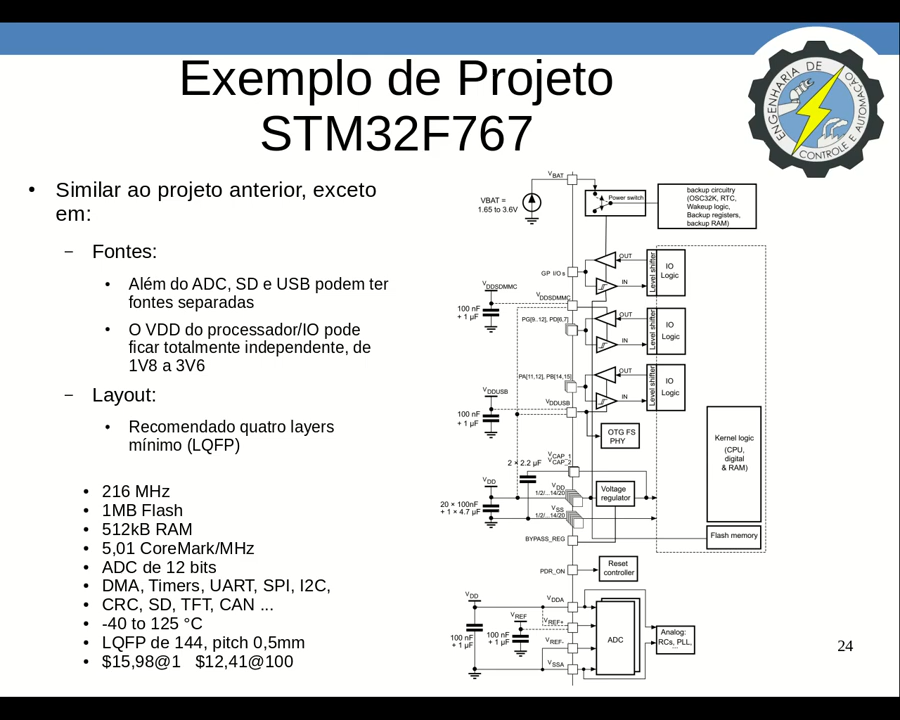 Exemplo de Projeto
STM32F767
ENGENHARIA DE
CONTROLE E AUTOMAÇÃO
• Similar ao projeto anterior, exceto
em:
– Fontes:
• Além do ADC, SD e USB podem ter
fontes separadas
• O VDD do processador/IO pode
ficar totalmente independente, de
1V8 a 3V6
– Layout:
• Recomendado quatro layers
mínimo (LQFP)
• 216 MHz
• 1MB Flash
• 512kB RAM
• 5,01 CoreMark/MHz
• ADC de 12 bits
• DMA, Timers, UART, SPI, I2C,
• CRC, SD, TFT, CAN ...
• -40 to 125 °C
• LQFP de 144, pitch 0,5mm
• $15,98@1 $12,41@100
VBAT
VBAT =
1.65 to 3.6V
Power switch
backup circuitry
(OSC32K, RTC,
Wakeup logic,
Backup registers,
backup RAM)
GP I/Os
OUT
IN
Level shifter
IO
Logic
VDDSDMMC
VDDSDMMC
100 nF
+ 1 µF
PG[9..12], PD[6,7]
OUT
IN
Level shifter
IO
Logic
PA[11,12], PB[14,15]
OUT
IN
Level shifter
IO
Logic
VDDUSB
VDDUSB
100 nF
+ 1 µF
OTG FS
PHY
Kernel logic
(CPU,
digital
& RAM)
VCAP_1
VCAP_2
2 × 2.2 µF
VDD
VDD
1/2/...14/20
20 × 100nF
+ 1 × 4.7 µF
VSS
1/2/...14/20
Voltage
regulator
BYPASS_REG
Flash memory
PDR_ON
Reset
controller
VDD
VDDA
VREF
VREF+
100 nF
+ 1 µF
100 nF
+ 1 µF
VREF-
VSSA
ADC
Analog:
RCs, PLL,
...
24